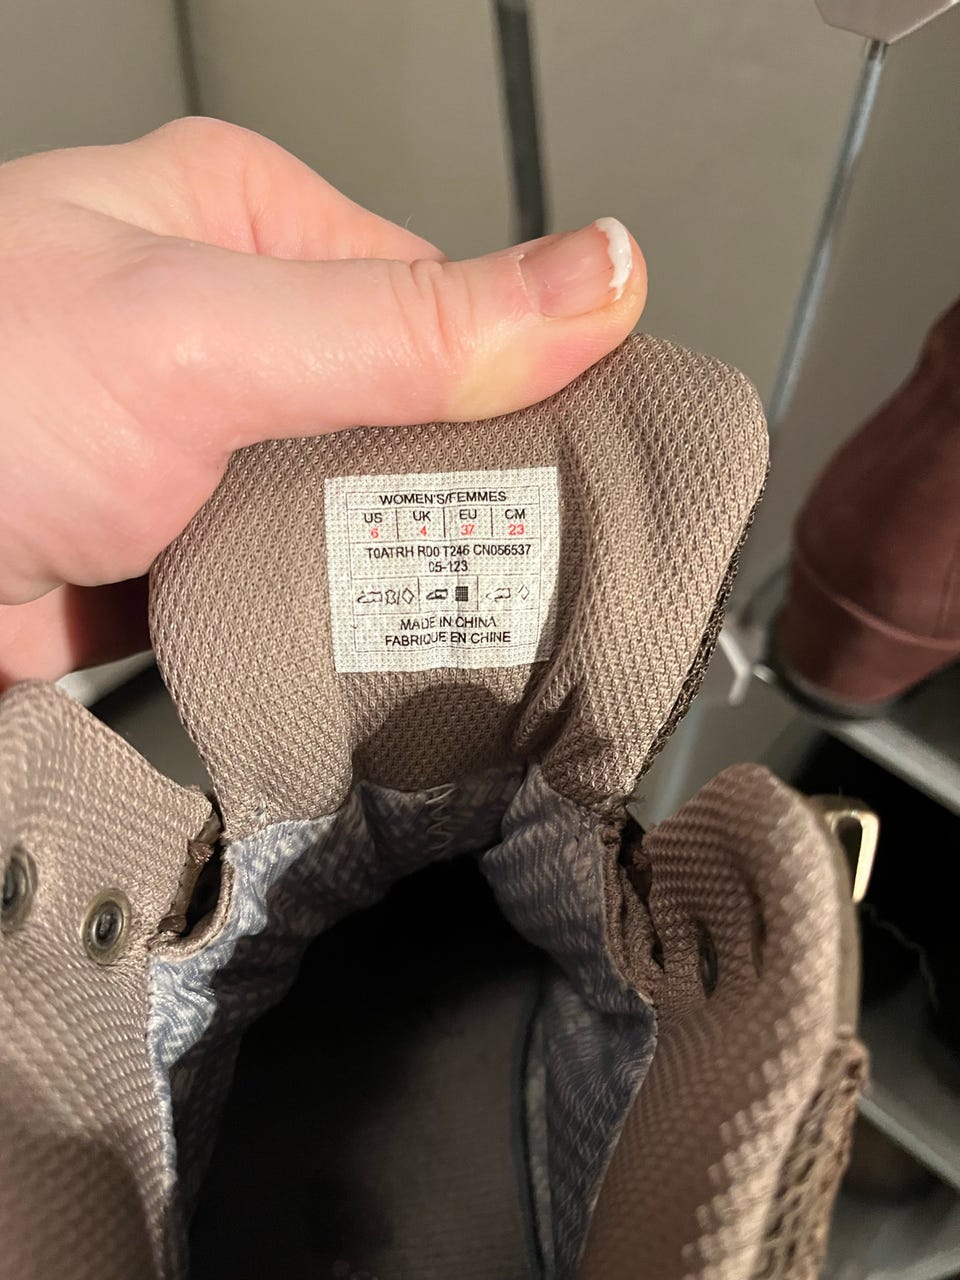 WOMEN'S/FEMMES
US UK EU CM
6 4 37 23
T0ATRH R00 T246 CN056537
05-123
MADE IN CHINA
FABRIQUE EN CHINE